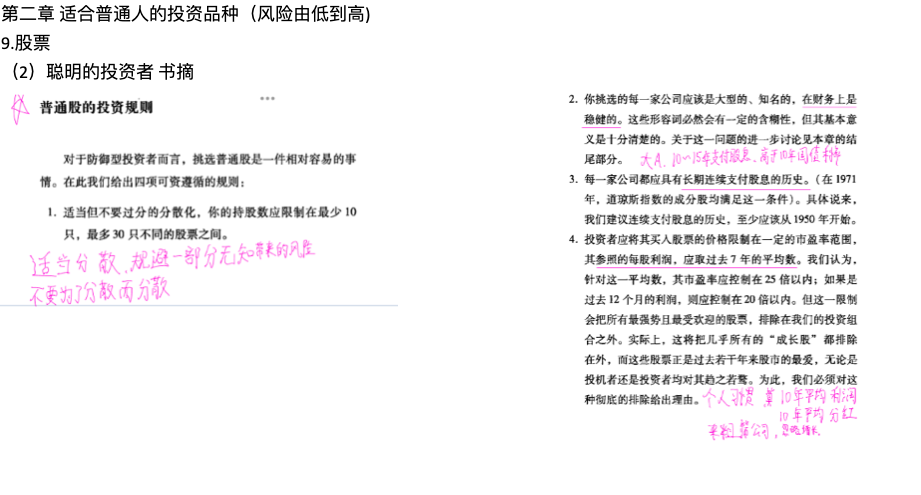 第二章 适合普通人的投资品种（风险由低到高)
9.股票
（2）聪明的投资者 书摘
普通股的投资规则
对于防御型投资者而言，挑选普通股是一件相对容易的事
情。在此我们给出四项可资遵循的规则：
1. 适当但不要过分的分散化，你的持股数应限制在最少 10
只，最多 30 只不同的股票之间。
适当分散、规避一部分无知带来的风险
不要为了分散而分散
2. 你挑选的每一家公司应该是大型的、知名的，在财务上是
稳健的。这些形容词必然会有一定的含糊性，但其基本意
义是十分清楚的。关于这一问题的进一步讨论见本章的结
尾部分。
大A、10～15年支付股息、高于10年国债利率
3. 每一家公司都应具有长期连续支付股息的历史。（在 1971
年，道琼斯指数的成分股均满足这一条件）。具体说来，
我们建议连续支付股息的历史，至少应该从 1950 年开始。
4. 投资者应将其买入股票的价格限制在一定的市盈率范围，
其参照的每股利润，应取过去 7 年的平均数。我们认为，
针对这一平均数，其市盈率应控制在 25 倍以内；如果是
过去 12 个月的利润，则应控制在 20 倍以内。但这一限制
会把所有最强势且最受欢迎的股票，排除在我们的投资组
合之外。实际上，这将把几乎所有的“成长股”都排除
在外，而这些股票正是过去若干年来股市的最爱，无论是
投机者还是投资者均对其趋之若鹜。为此，我们必须对这
种彻底的排除给出理由。
个人习惯 算10年平均利润
10年平均分红
来粗算公司，忽略增长